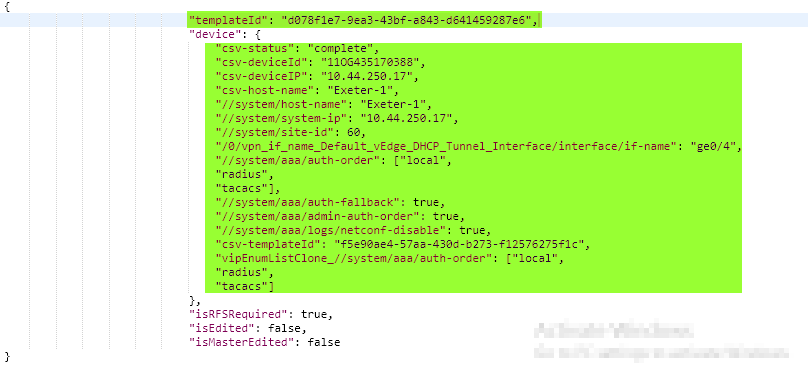 {
"templateId": "d078f1e7-9ea3-43bf-a843-d641459287e6",
"device": {
"csv-status": "complete",
"csv-deviceId": "11OG435170388",
"csv-deviceIP": "10.44.250.17",
"csv-host-name": "Exeter-1",
"//system/host-name": "Exeter-1",
"//system/system-ip": "10.44.250.17",
"//system/site-id": 60,
"/0/vpn_if_name_Default_vEdge_DHCP_Tunnel_Interface/interface/if-name": "ge0/4",
"//system/aaa/auth-order": ["local",
"radius",
"tacacs"],
"//system/aaa/auth-fallback": true,
"//system/aaa/admin-auth-order": true,
"//system/aaa/logs/netconf-disable": true,
"csv-templateId": "f5e90ae4-57aa-430d-b273-f12576275f1c",
"vipEnumListClone_//system/aaa/auth-order": ["local",
"radius",
"tacacs"]
},
"isRFSRequired": true,
"isEdited": false,
"isMasterEdited": false
}